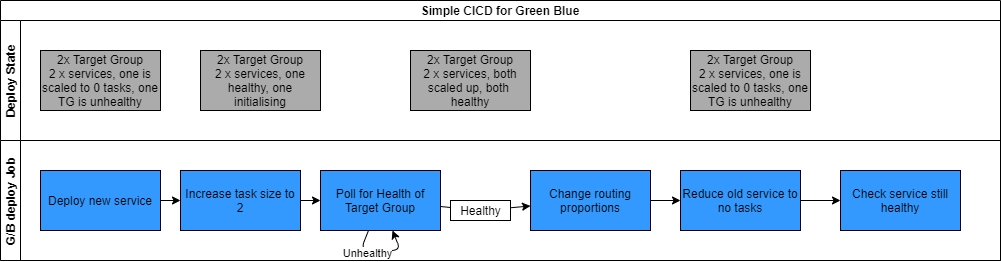 Simple CICD for Green Blue
Deploy State
2x Target Group
2 x services, one is
scaled to 0 tasks, one
TG is unhealthy
2x Target Group
2 x services, one
healthy, one
initialising
2x Target Group
2 x services, both
scaled up, both
healthy
2x Target Group
2 x services, one is
scaled to 0 tasks, one
TG is unhealthy
G/B deploy Job
Deploy new service
Increase task size to
2
Poll for Health of
Target Group
Unhealthy
Healthy
Change routing
proportions
Reduce old service to
no tasks
Check service still
healthy